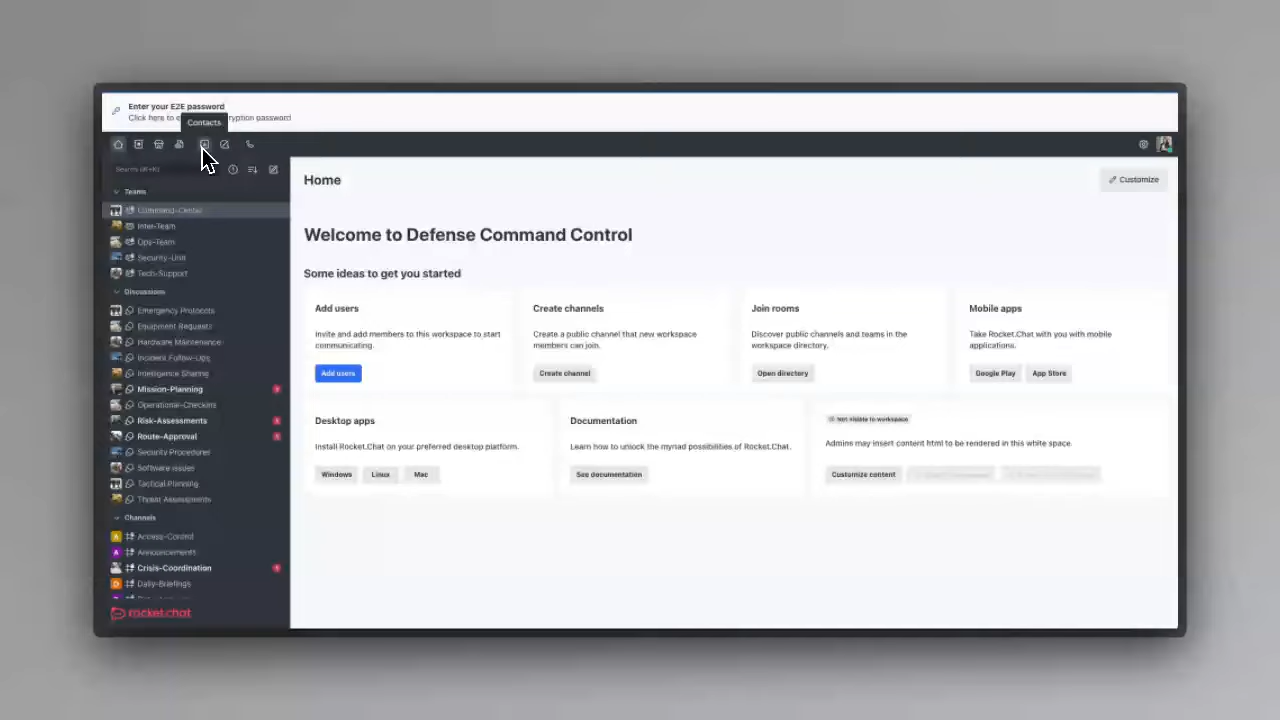 Enter your E2E password
Click here to e ryption password
Contacts
Search (⌘+K)
Teams
Command-Center
Inter-Team
Ops-Team
Security-Unit
Tech-Support
Discussions
Emergency Protocols
Equipment Requests
Hardware Maintenance
Incident Follow-Ups
Intelligence Sharing
Mission-Planning
Operational-Checkins
Risk-Assessments
Route-Approval
Security Procedures
Software issues
Tactical Planning
Threat Assessments
Channels
A Access-Control
A Announcements
Crisis-Coordination
D Daily-Briefings
rocket.chat
Home
Customize
Welcome to Defense Command Control
Some ideas to get you started
Add users
Invite and add members to this workspace to start
communicating.
Add users
Create channels
Create a public channel that new workspace
members can join.
Create channel
Join rooms
Discover public channels and teams in the
workspace directory.
Open directory
Mobile apps
Take Rocket.Chat with you with mobile
applications.
Google Play App Store
Desktop apps
Install Rocket.Chat on your preferred desktop platform.
Windows Linux Mac
Documentation
Learn how to unlock the myriad possibilities of Rocket.Chat.
See documentation
Not visible to workspace
Admins may insert content html to be rendered in this white space.
Customize content